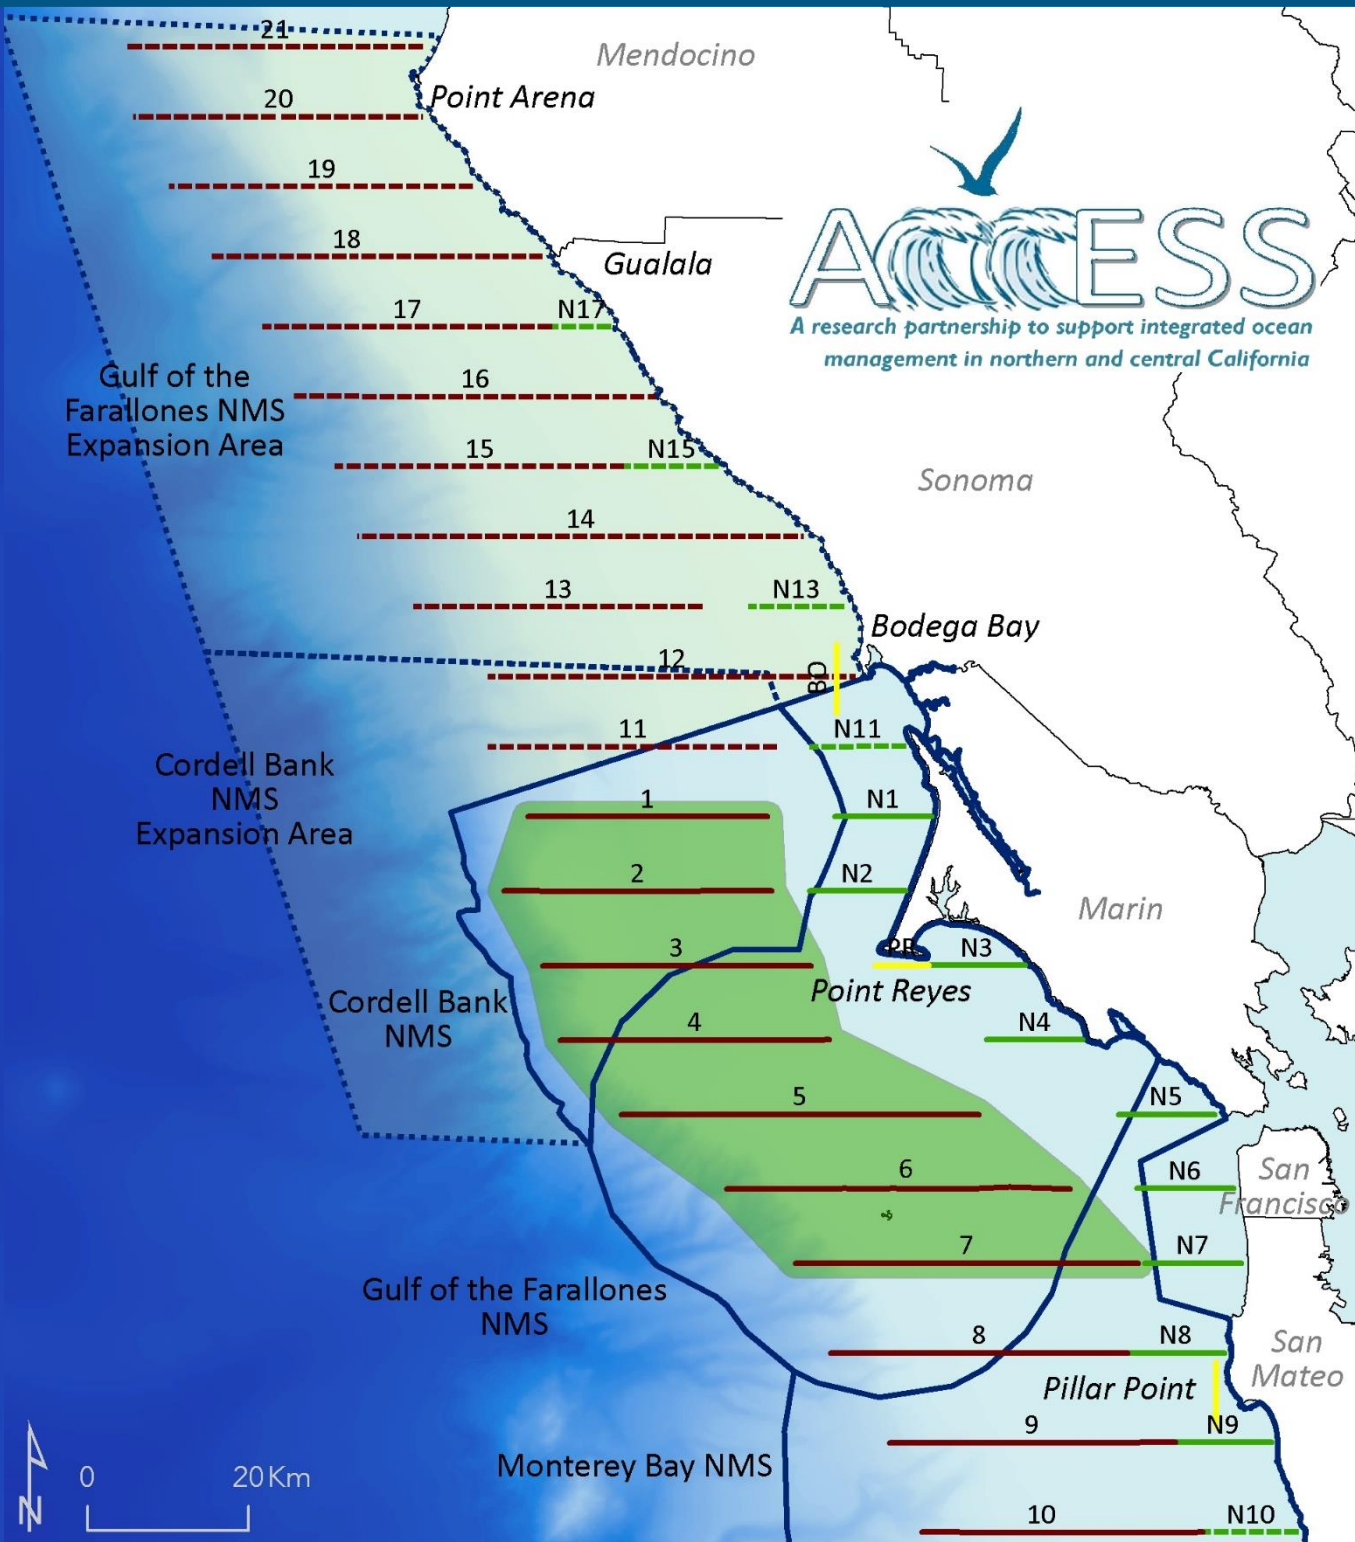 21
Mendocino
20
Point Arena
19
18
Gualala
ACCESS
A research partnership to support integrated ocean
management in northern and central California
17
N17
Gulf of the
Farallones NMS
Expansion Area
16
15
N15
Sonoma
14
13
N13
Bodega Bay
12
BO
11
N11
Cordell Bank
NMS
Expansion Area
1
N1
2
N2
Marin
3
PR
N3
Point Reyes
Cordell Bank
NMS
4
N4
5
N5
6
N6
San
Francisco
7
N7
Gulf of the Farallones
NMS
8
N8
San
Mateo
Pillar Point
9
N9
Monterey Bay NMS
N
0
20 Km
10
N10